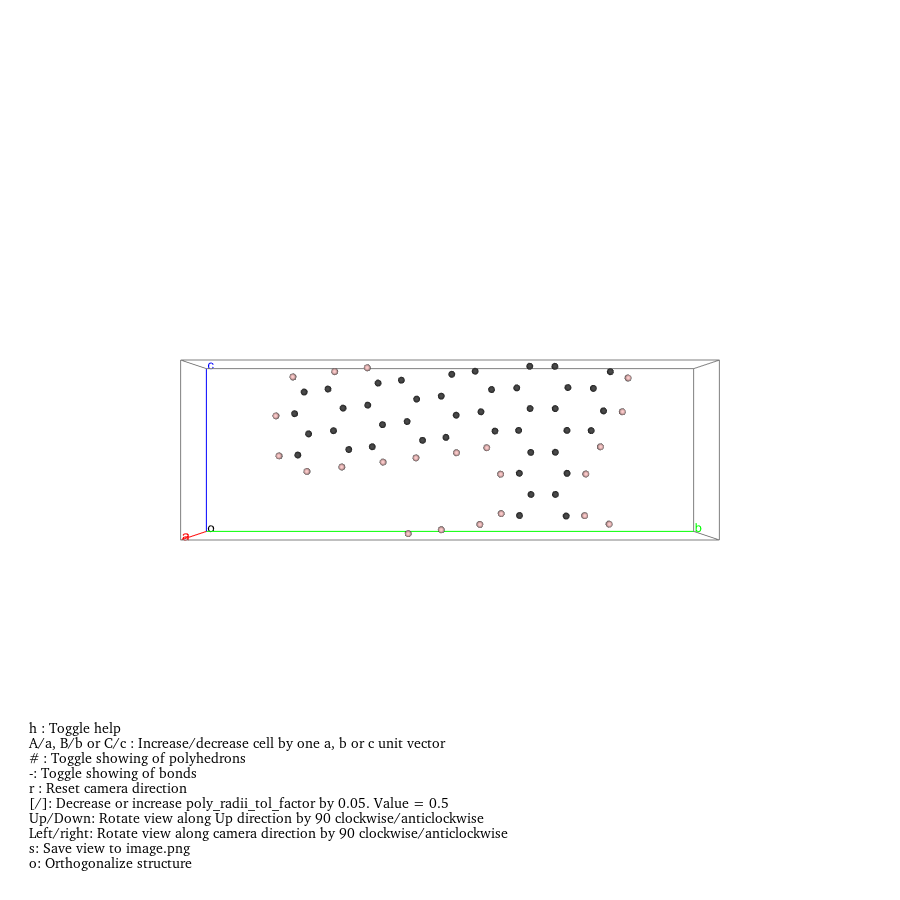 c
o
a
b
h : Toggle help
A/a, B/b or C/c : Increase/decrease cell by one a, b or c unit vector
# : Toggle showing of polyhedrons
-: Toggle showing of bonds
r : Reset camera direction
[/]: Decrease or increase poly_radii_tol_factor by 0.05. Value = 0.5
Up/Down: Rotate view along Up direction by 90 clockwise/anticlockwise
Left/right: Rotate view along camera direction by 90 clockwise/anticlockwise
s: Save view to image.png
o: Orthogonalize structure